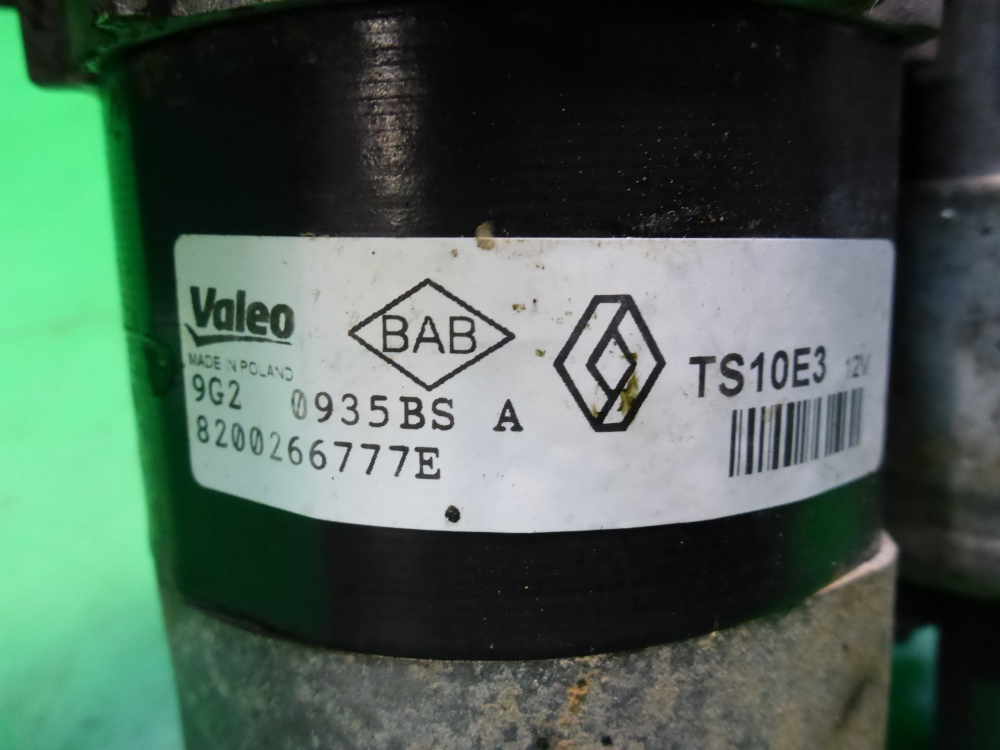 Valeo
MADE IN POLAND
BAB
TS10E3 12V
9G2 0935BS A
8200266777E